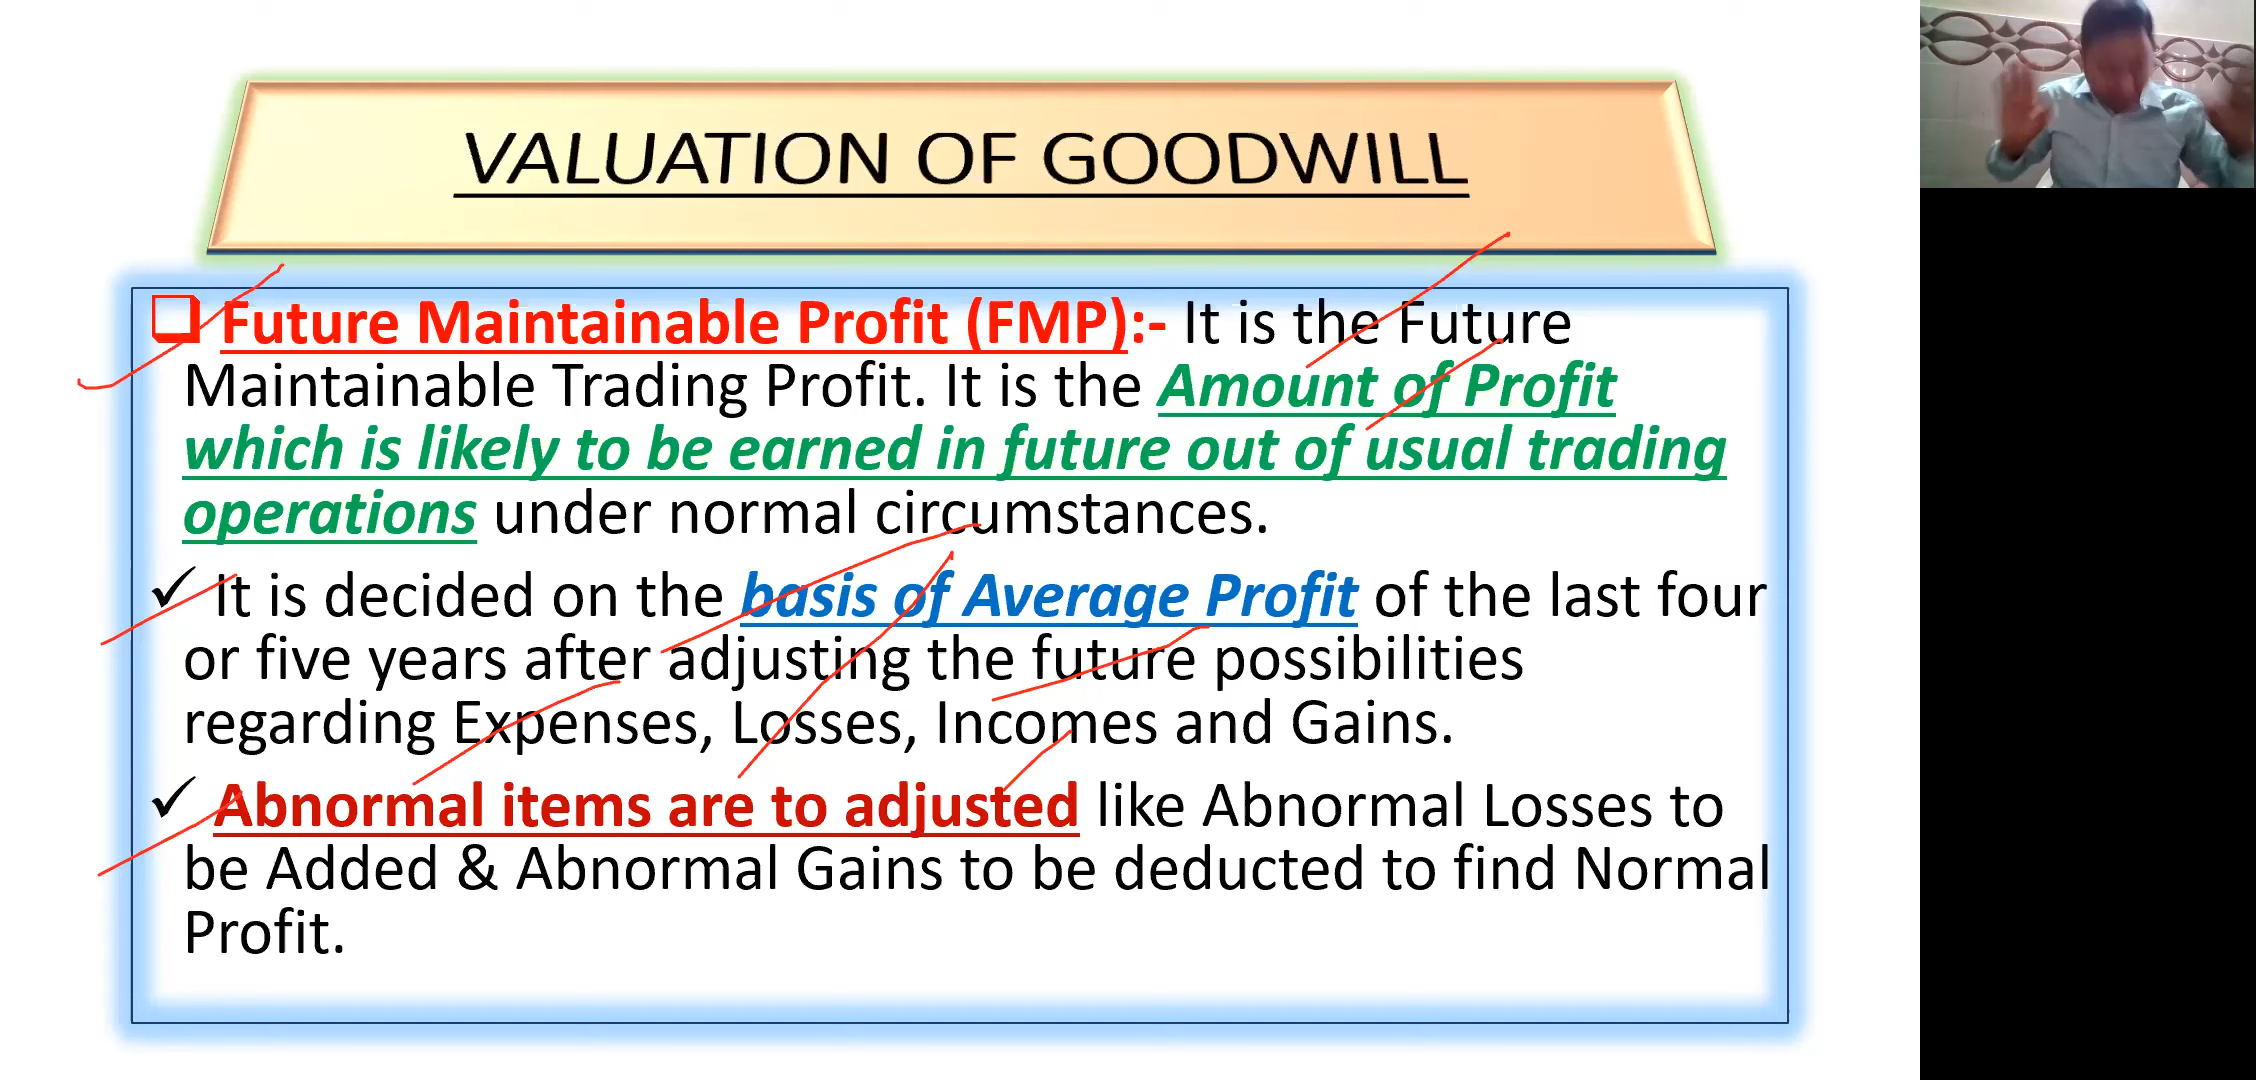 VALUATION OF GOODWILL
Future Maintainable Profit (FMP):- It is the Future
Maintainable Trading Profit. It is the Amount of Profit
which is likely to be earned in future out of usual trading
operations under normal circumstances.
It is decided on the basis of Average Profit of the last four
or five years after adjusting the future possibilities
regarding Expenses, Losses, Incomes and Gains.
Abnormal items are to adjusted like Abnormal Losses to
be Added & Abnormal Gains to be deducted to find Normal
Profit.